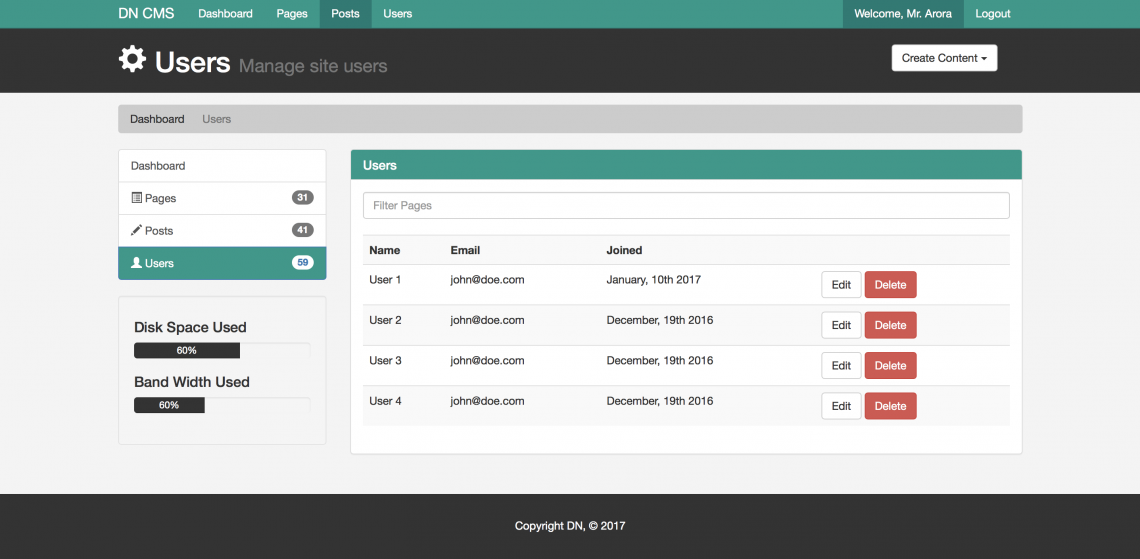 DN CMS Dashboard Pages Posts Users Welcome, Mr. Arora Logout
Users Manage site users
Create Content
Dashboard Users
Dashboard
Pages 31
Posts 41
Users 59
Disk Space Used
60%
Band Width Used
60%
Users
Filter Pages
Name Email Joined
User 1 john@doe.com January, 10th 2017 Edit Delete
User 2 john@doe.com December, 19th 2016 Edit Delete
User 3 john@doe.com December, 19th 2016 Edit Delete
User 4 john@doe.com December, 19th 2016 Edit Delete
Copyright DN, © 2017